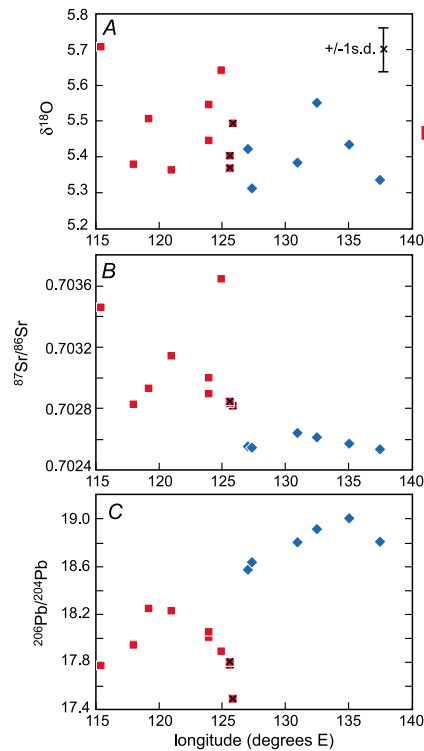 A
5.8
5.7
5.6
5.5
5.4
5.3
5.2
δ18O
+/-1s.d.
115 120 125 130 135 140
B
0.7036
0.7032
0.7028
0.7024
87Sr/86Sr
115 120 125 130 135 140
C
19.0
18.6
18.2
17.8
17.4
206Pb/204Pb
115 120 125 130 135 140
longitude (degrees E)